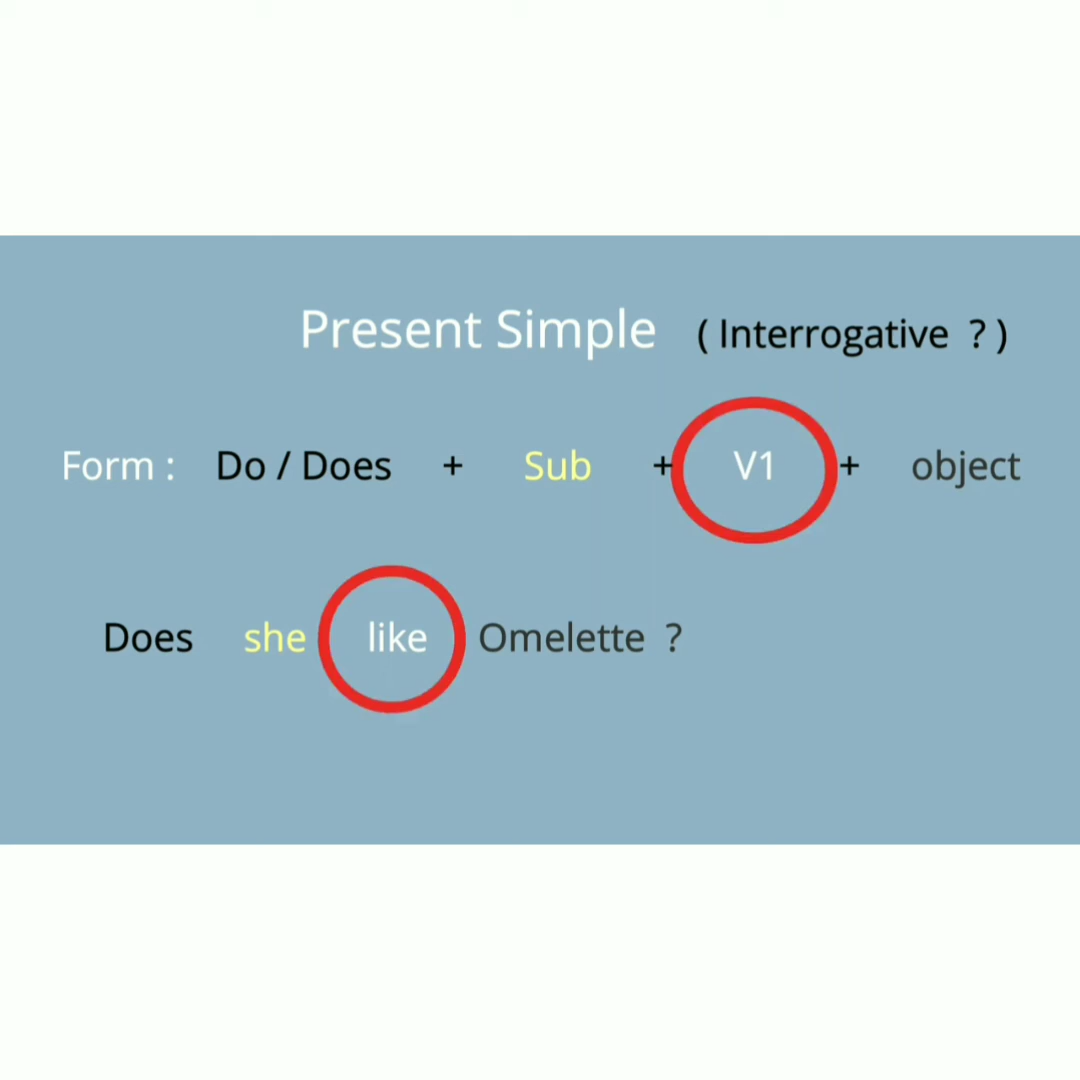 Present Simple ( Interrogative ? )
Form : Do / Does + Sub + V1 + object
Does she like Omelette ?